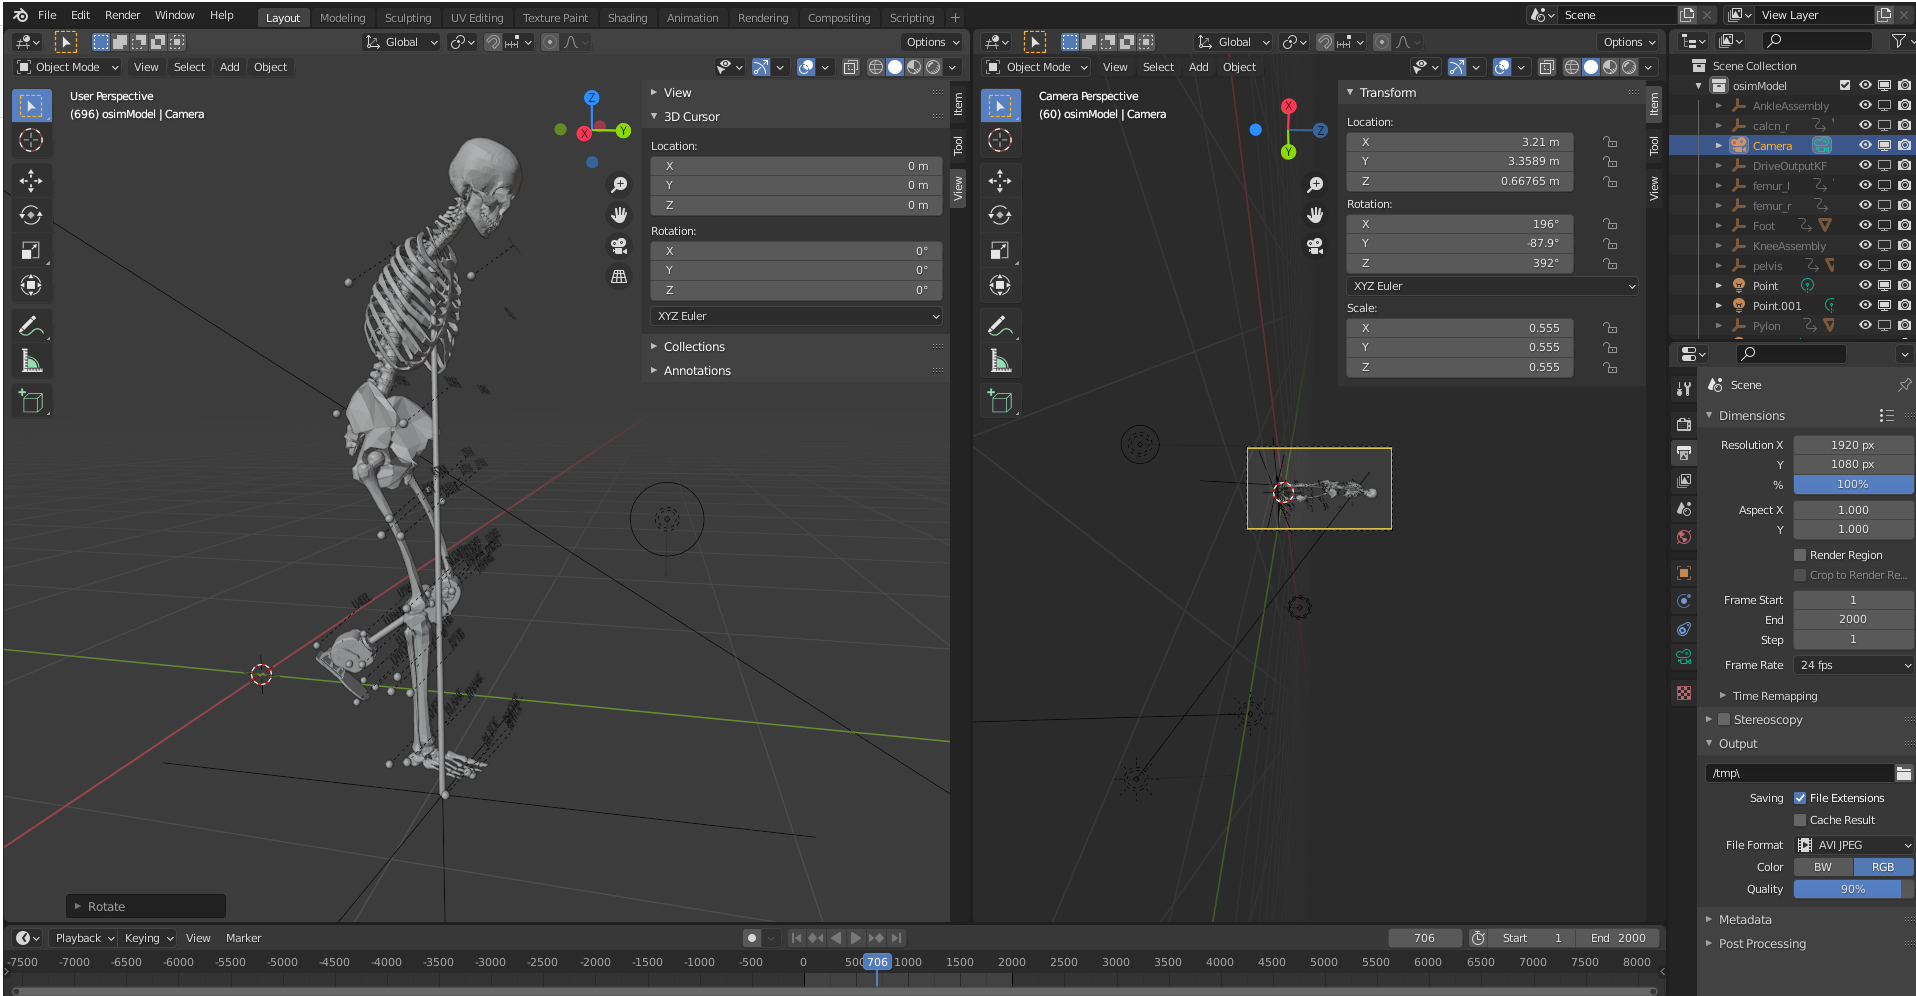 File Edit Render Window Help Layout Modeling Sculpting UV Editing Texture Paint Shading Animation Rendering Compositing Scripting + Scene View Layer
Global Options Global Options
Object Mode View Select Add Object Object Mode View Select Add Object
User Perspective
(696) osimModel | Camera
Z
Y
X
View
3D Cursor
Location:
X 0 m
Y 0 m
Z 0 m
Rotation:
X 0°
Y 0°
Z 0°
XYZ Euler
Collections
Annotations
Item
Tool
View
Rotate
Camera Perspective
(60) osimModel | Camera
X
Z
Y
Transform
Location:
X 3.21 m
Y 3.3589 m
Z 0.66765 m
Rotation:
X 196°
Y -87.9°
Z 392°
XYZ Euler
Scale:
X 0.555
Y 0.555
Z 0.555
Item
Tool
View
Scene Collection
osimModel
AnkleAssembly
calcn_r
Camera
DriveOutputKF
femur_l
femur_r
Foot
KneeAssembly
pelvis
Point
Point.001
Pylon
Scene
Dimensions
Resolution X 1920 px
Y 1080 px
% 100%
Aspect X 1.000
Y 1.000
Render Region
Crop to Render Re...
Frame Start 1
End 2000
Step 1
Frame Rate 24 fps
Time Remapping
Stereoscopy
Output
/tmp\
Saving File Extensions
Cache Result
File Format AVI JPEG
Color BW RGB
Quality 90%
Metadata
Post Processing
Playback Keying View Marker 706 Start 1 End 2000
-7500 -7000 -6500 -6000 -5500 -5000 -4500 -4000 -3500 -3000 -2500 -2000 -1500 -1000 -500 0 500 706 1000 1500 2000 2500 3000 3500 4000 4500 5000 5500 6000 6500 7000 7500 8000